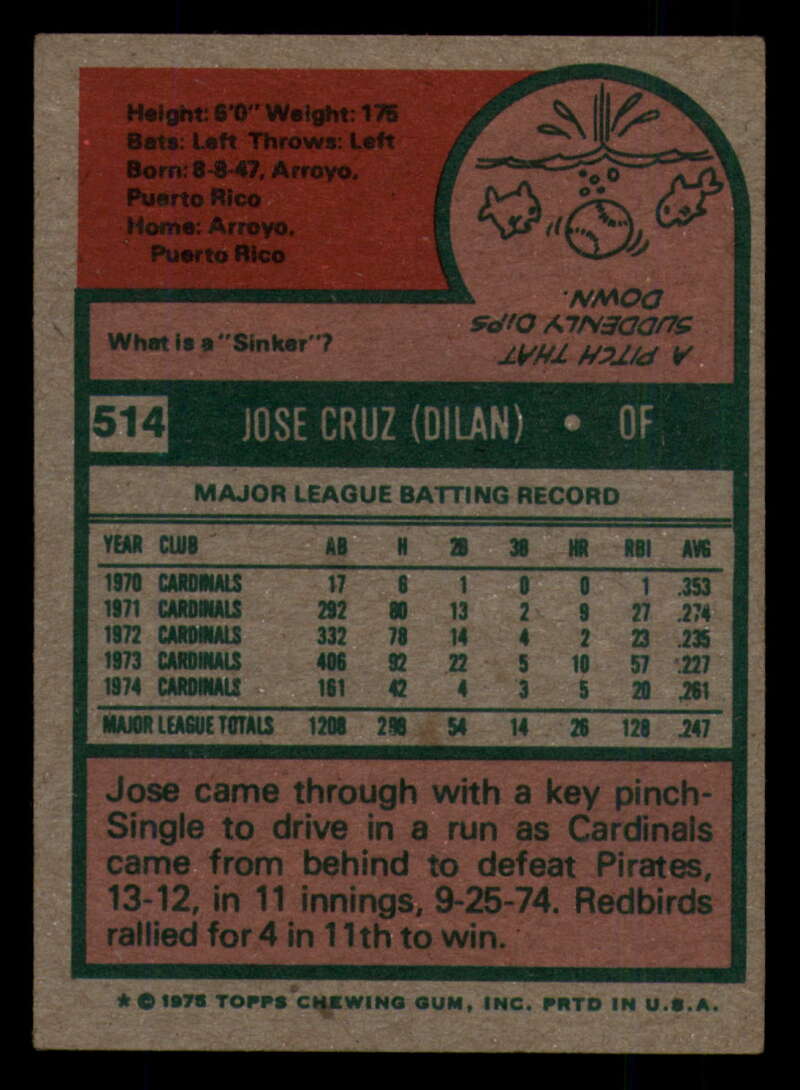 Height: 6'0" Weight: 175
Bats: Left Throws: Left
Born: 8-8-47, Arroyo,
Puerto Rico
Home: Arroyo,
Puerto Rico
What is a "Sinker"?
A PITCH THAT
SUDDENLY DIPS
DOWN.
514 JOSE CRUZ (DILAN) • OF
MAJOR LEAGUE BATTING RECORD
YEAR CLUB AB H 2B 3B HR RBI AVG
1970 CARDINALS 17 6 1 0 0 1 .353
1971 CARDINALS 292 80 13 2 9 27 .274
1972 CARDINALS 332 78 14 4 2 23 .235
1973 CARDINALS 406 92 22 5 10 57 .227
1974 CARDINALS 161 42 4 3 5 20 .261
MAJOR LEAGUE TOTALS 1208 298 54 14 26 128 .247
Jose came through with a key pinch-
Single to drive in a run as Cardinals
came from behind to defeat Pirates,
13-12, in 11 innings, 9-25-74. Redbirds
rallied for 4 in 11th to win.
* © 1975 TOPPS CHEWING GUM, INC. PRTD IN U.S.A.